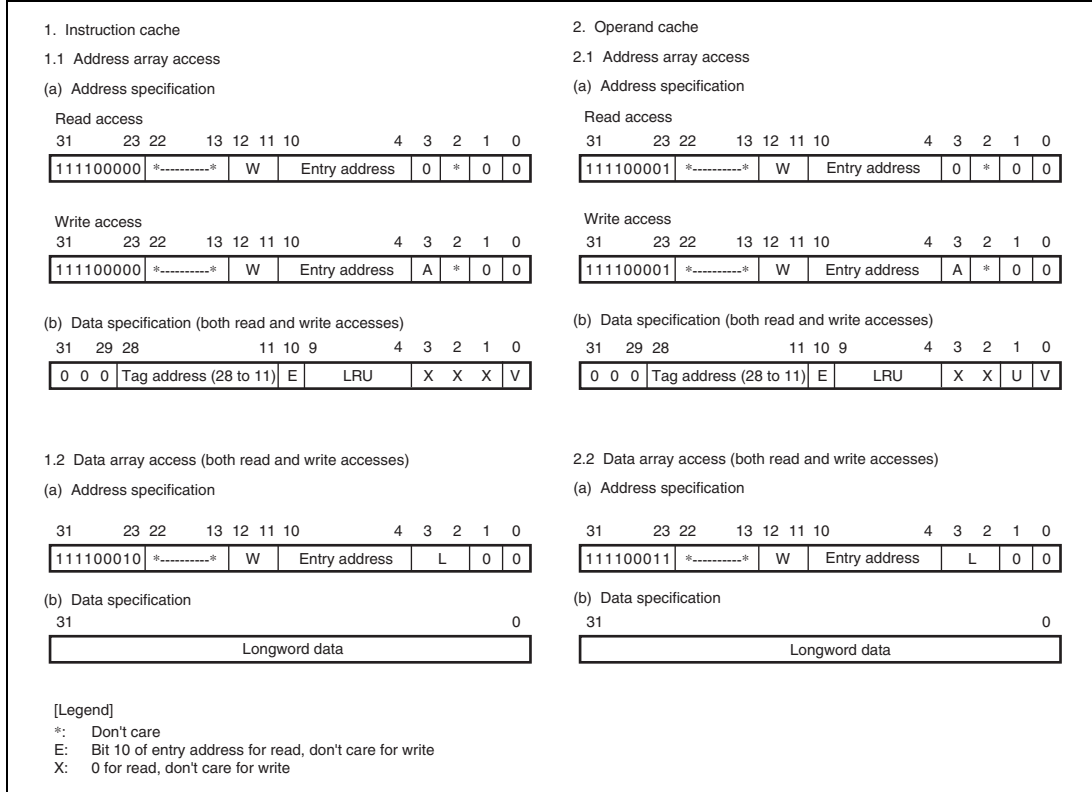 1. Instruction cache
1.1 Address array access
(a) Address specification
Read access
31 23 22 13 12 11 10 4 3 2 1 0
111100000 *----------* W Entry address 0 * 0 0
Write access
31 23 22 13 12 11 10 4 3 2 1 0
111100000 *----------* W Entry address A * 0 0
(b) Data specification (both read and write accesses)
31 29 28 11 10 9 4 3 2 1 0
0 0 0 Tag address (28 to 11) E LRU X X X V
1.2 Data array access (both read and write accesses)
(a) Address specification
31 23 22 13 12 11 10 4 3 2 1 0
111100010 *---------* W Entry address L 0 0
(b) Data specification
31 0
Longword data
2. Operand cache
2.1 Address array access
(a) Address specification
Read access
31 23 22 13 12 11 10 4 3 2 1 0
111100001 *----------* W Entry address 0 * 0 0
Write access
31 23 22 13 12 11 10 4 3 2 1 0
111100001 *----------* W Entry address A * 0 0
(b) Data specification (both read and write accesses)
31 29 28 11 10 9 4 3 2 1 0
0 0 0 Tag address (28 to 11) E LRU X X U V
2.2 Data array access (both read and write accesses)
(a) Address specification
31 23 22 13 12 11 10 4 3 2 1 0
111100011 *---------* W Entry address L 0 0
(b) Data specification
31 0
Longword data
[Legend]
*: Don't care
E: Bit 10 of entry address for read, don't care for write
X: 0 for read, don't care for write